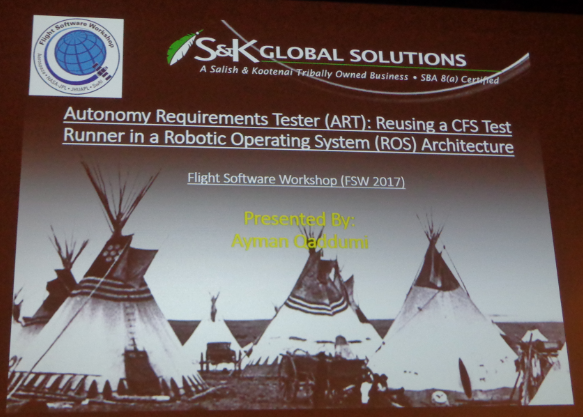 Flight Software Workshop
S&K GLOBAL SOLUTIONS
A Salish & Kootenai Tribally Owned Business • SBA 8(a) Certified
Autonomy Requirements Tester (ART): Reusing a CFS Test
Runner in a Robotic Operating System (ROS) Architecture
Flight Software Workshop (FSW 2017)
Presented By:
Ayman Qaddumi